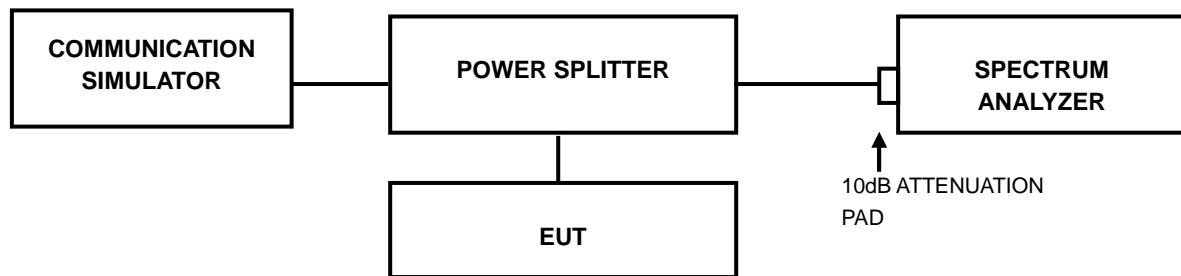 COMMUNICATION
SIMULATOR
POWER SPLITTER
SPECTRUM
ANALYZER
10dB ATTENUATION
PAD
EUT